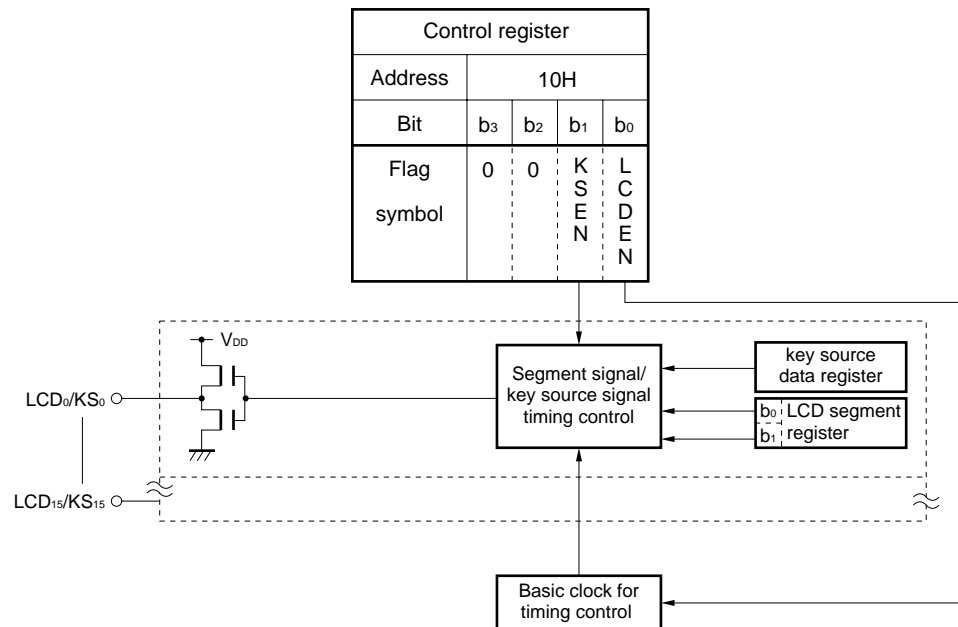 Control register
Address 10H
Bit b3 b2 b1 b0
Flag symbol 0 0 KSEN LCDEN
VDD
LCD0/KS0
Segment signal/
key source signal
timing control
key source
data register
b0 LCD segment
b1 register
LCD15/KS15
Basic clock for
timing control